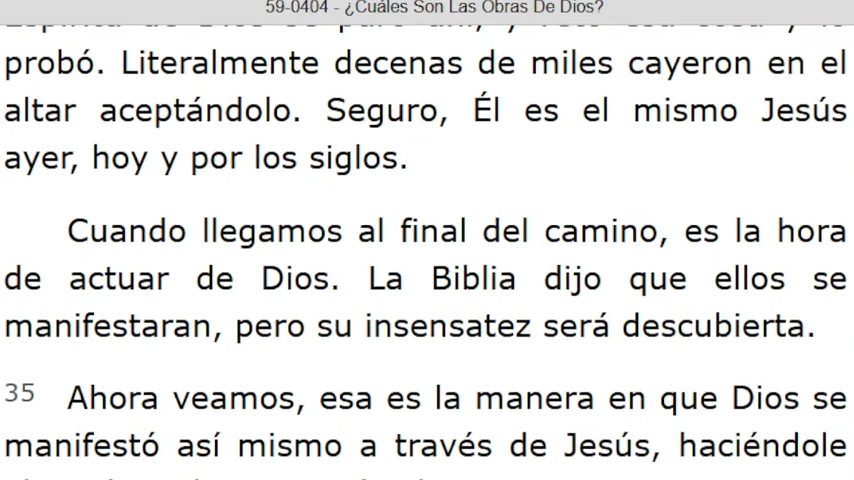 59-0404 - ¿Cuáles Son Las Obras De Dios?
probó. Literalmente decenas de miles cayeron en el
altar aceptándolo. Seguro, Él es el mismo Jesús
ayer, hoy y por los siglos.
Cuando llegamos al final del camino, es la hora
de actuar de Dios. La Biblia dijo que ellos se
manifestaran, pero su insensatez será descubierta.
35 Ahora veamos, esa es la manera en que Dios se
manifestó así mismo a través de Jesús, haciéndole